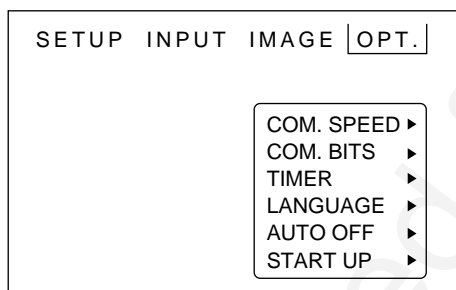 SETUP INPUT IMAGE OPT.
COM. SPEED
COM. BITS
TIMER
LANGUAGE
AUTO OFF
START UP